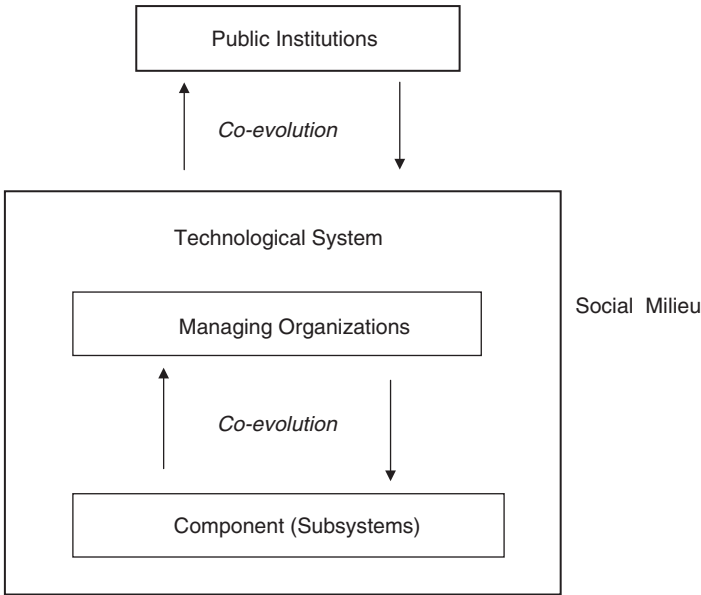 Public Institutions
Co-evolution
Technological System
Managing Organizations
Social Milieu
Co-evolution
Component (Subsystems)